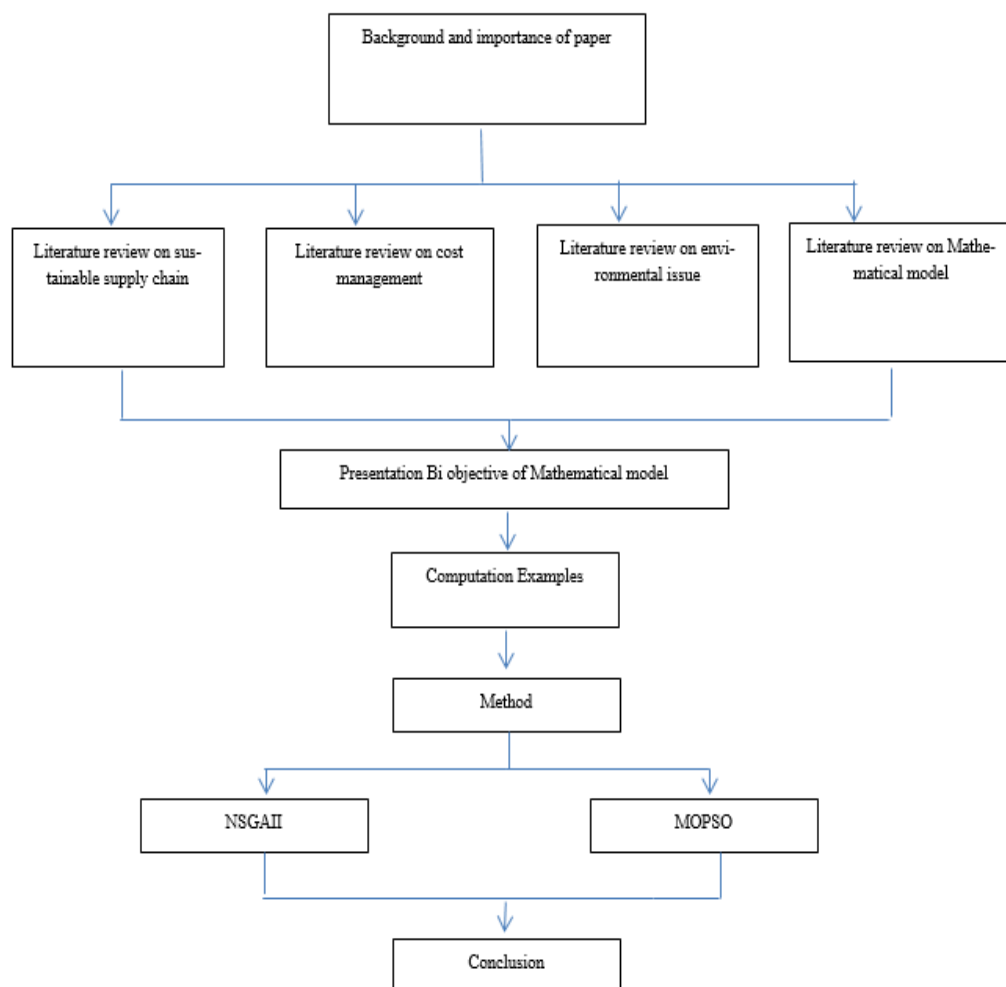 Background and importance of paper
Literature review on sus-
tainable supply chain
Literature review on cost
management
Literature review on envi-
ronmental issue
Literature review on Mathe-
matical model
Presentation Bi objective of Mathematical model
Computation Examples
Method
NSGAII
MOPSO
Conclusion